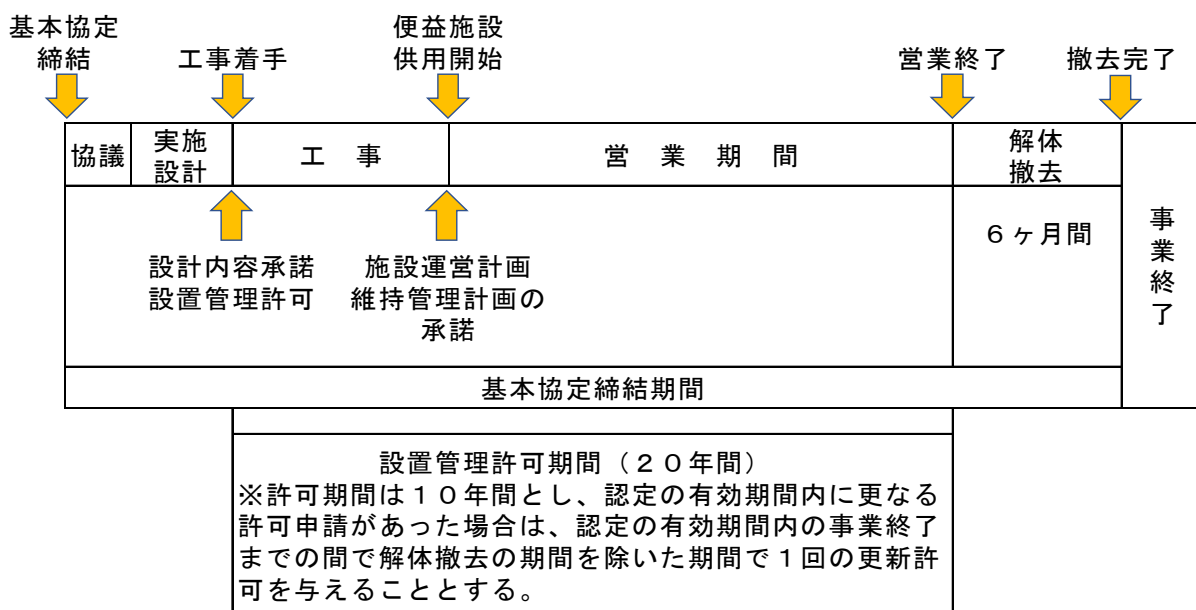 基本協定
締結
工事着手
便益施設
供用開始
営業終了
撤去完了
協議
実施
設計
工　事
営　業　期　間
解体
撤去
設計内容承諾
設置管理許可
施設運営計画
維持管理計画の
承諾
６ヶ月間
事業終了
基本協定締結期間
設置管理許可期間（２０年間）
※許可期間は１０年間とし、認定の有効期間内に更なる
許可申請があった場合は、認定の有効期間内の事業終了
までの間で解体撤去の期間を除いた期間で１回の更新許
可を与えることとする。